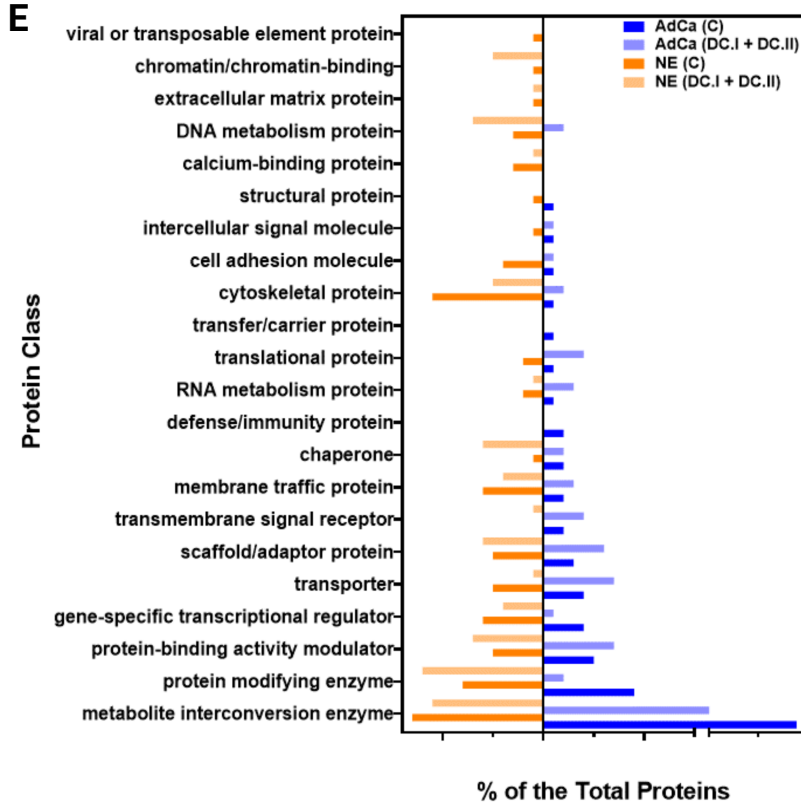 E
AdCa (C)
AdCa (DC.I + DC.II)
NE (C)
NE (DC.I + DC.II)
Protein Class
viral or transposable element protein
chromatin/chromatin-binding
extracellular matrix protein
DNA metabolism protein
calcium-binding protein
structural protein
intercellular signal molecule
cell adhesion molecule
cytoskeletal protein
transfer/carrier protein
translational protein
RNA metabolism protein
defense/immunity protein
chaperone
membrane traffic protein
transmembrane signal receptor
scaffold/adaptor protein
transporter
gene-specific transcriptional regulator
protein-binding activity modulator
protein modifying enzyme
metabolite interconversion enzyme
% of the Total Proteins